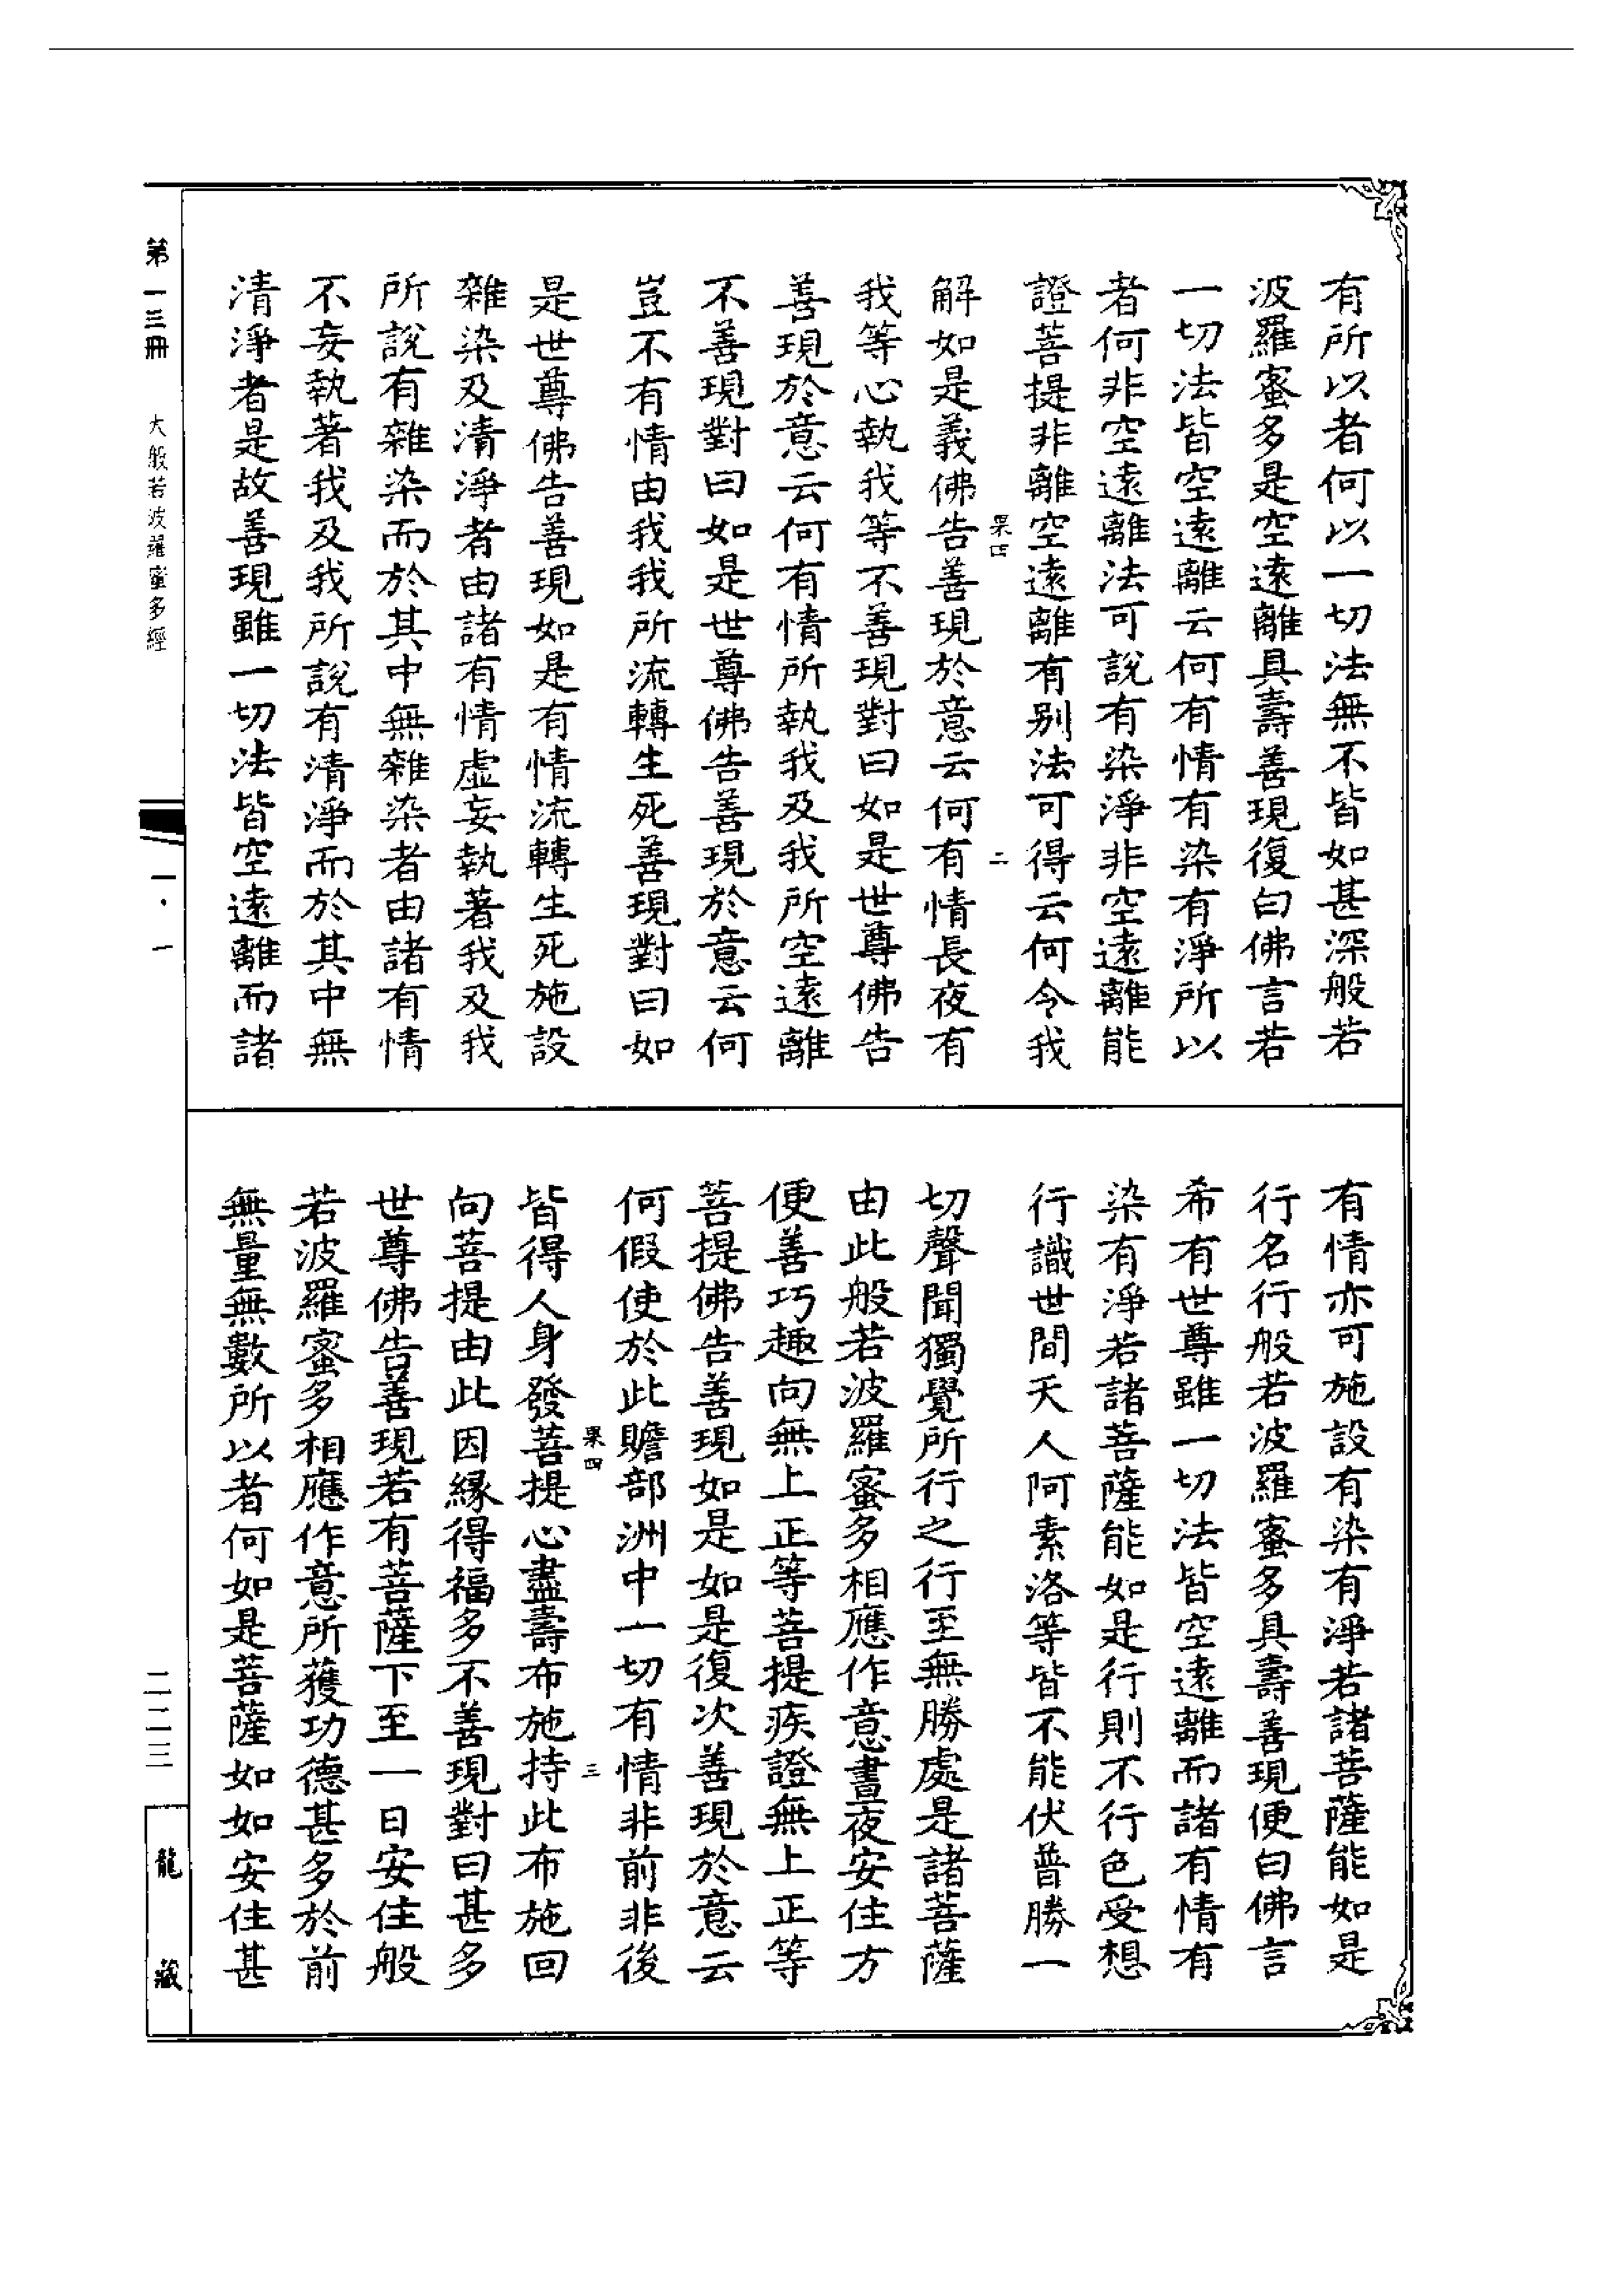 有所以者何以一切法無不皆如甚深般若
波羅蜜多是空遠離具壽善現復白佛言若
一切法皆空遠離云何有情有染有淨所以
者何非空遠離法可說有染淨非空遠離能
證菩提非離空遠離有別法可得云何令我
果四 二
解如是義佛告善現於意云何有情長夜有
我等心執我我等不善現對曰如是世尊佛告
善現於意云何有情所執我及我所空遠離
不善現對曰如是世尊佛告善現於意云何
豈不有情由我我所流轉生死善現對曰如
是世尊佛告善現如是有情流轉生死施設
雜染及清淨者由諸有情虛妄執著我及我
所說有雜染而於其中無雜染者由諸有情
不妄執著我及我所說有清淨而於其中無
清淨者是故善現雖一切法皆空遠離而諸
有情亦可施設有染有淨若諸菩薩能如是
行名行般若波羅蜜多具壽善現便白佛言
希有世尊雖一切法皆空遠離而諸有情有
染有淨若諸菩薩能如是行則不行色受想
行識世間天人阿素洛等皆不能伏普勝一
切聲聞獨覺所行之行至無勝處是諸菩薩
由此般若波羅蜜多相應作意晝夜安住方
便善巧趣向無上正等菩提疾證無上正等
菩提佛告善現如是如是復次善現於意云
何假使於此贍部洲中一切有情非前非後
果四 三
皆得人身發菩提心盡壽布施持此布施回
向菩提由此因緣得福多不善現對曰甚多
世尊佛告善現若有菩薩下至一日安住般
若波羅蜜多相應作意所獲功德甚多於前
無量無數所以者何如是菩薩如如安住甚
第一三冊 大般若波羅蜜多經
一·一
二二三
龍藏